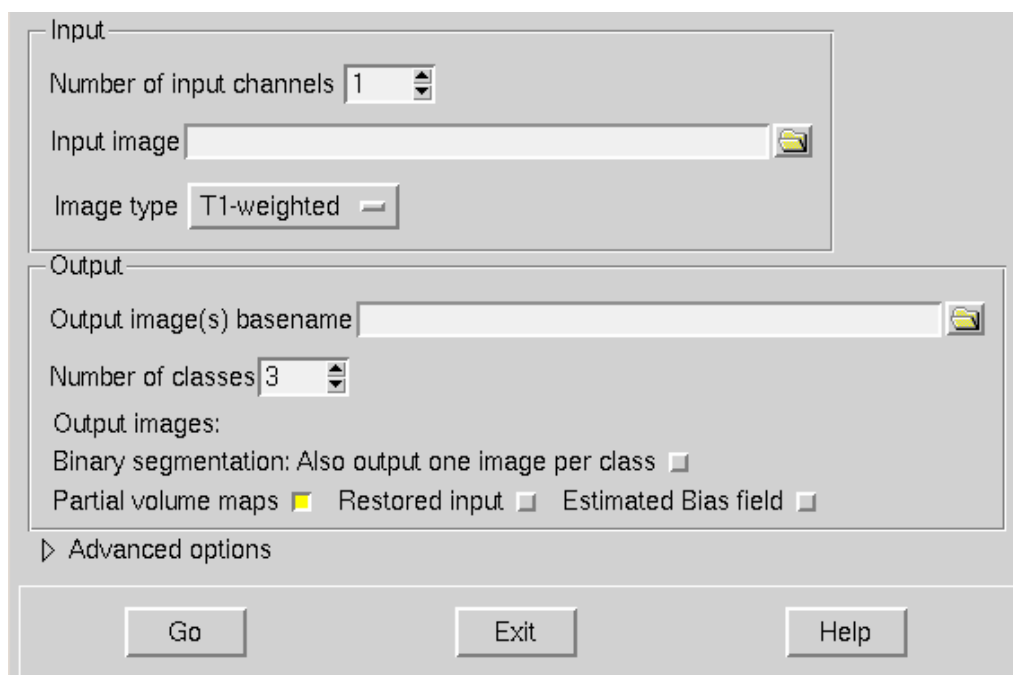 Input
Number of input channels 1
Input image
Image type T1-weighted
Output
Output image(s) basename
Number of classes 3
Output images:
Binary segmentation: Also output one image per class
Partial volume maps Restored input Estimated Bias field
Advanced options
Go Exit Help